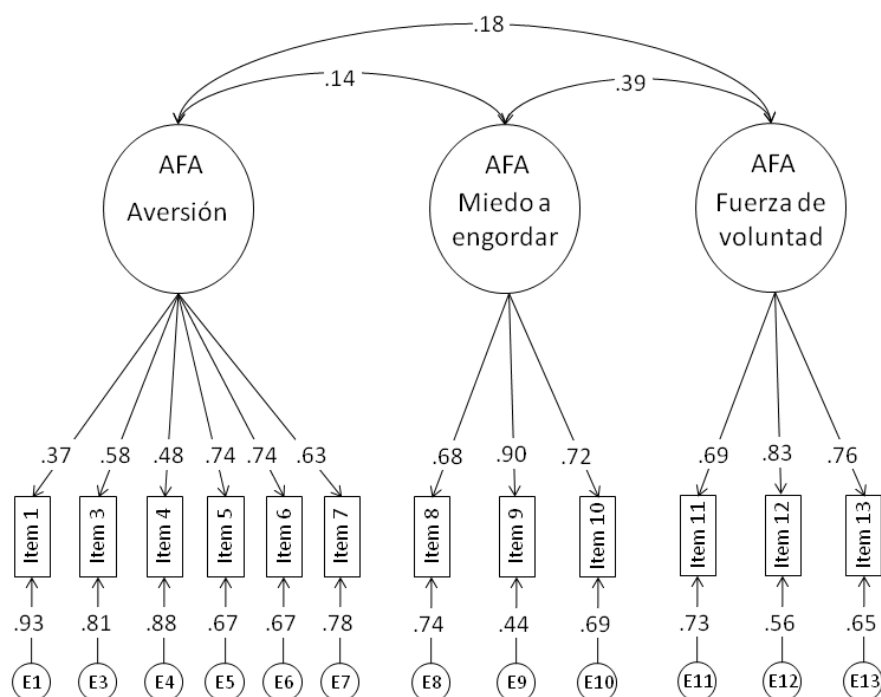 .18
.14
.39
AFA
Aversión
AFA
Miedo a
engordar
AFA
Fuerza de
voluntad
.37 .58 .48 .74 .74 .63
.68 .90 .72
.69 .83 .76
Item 1
Item 3
Item 4
Item 5
Item 6
Item 7
Item 8
Item 9
Item 10
Item 11
Item 12
Item 13
.93 .81 .88 .67 .67 .78 .74 .44 .69 .73 .56 .65
E1 E3 E4 E5 E6 E7 E8 E9 E10 E11 E12 E13